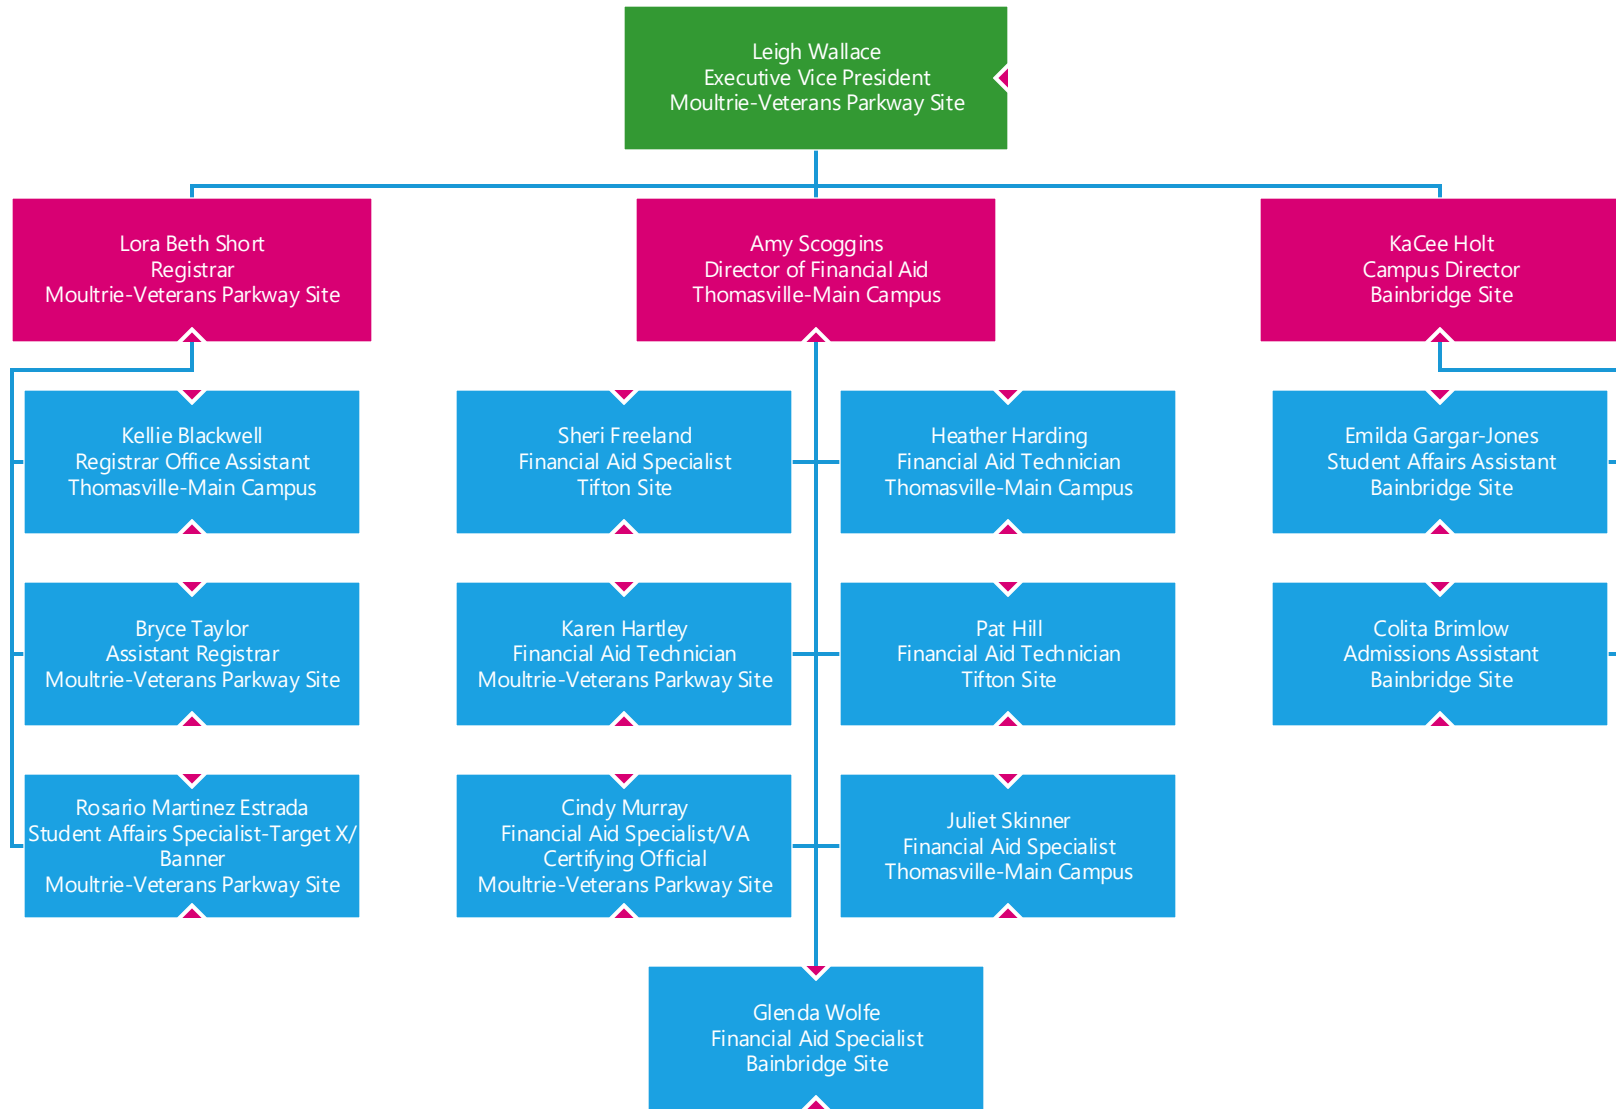 Leigh Wallace
Executive Vice President
Moultrie-Veterans Parkway Site
Lora Beth Short
Registrar
Moultrie-Veterans Parkway Site
Amy Scoggins
Director of Financial Aid
Thomasville-Main Campus
KaCee Holt
Campus Director
Bainbridge Site
Kellie Blackwell
Registrar Office Assistant
Thomasville-Main Campus
Sheri Freeland
Financial Aid Specialist
Tifton Site
Heather Harding
Financial Aid Technician
Thomasville-Main Campus
Emilda Gargar-Jones
Student Affairs Assistant
Bainbridge Site
Bryce Taylor
Assistant Registrar
Moultrie-Veterans Parkway Site
Karen Hartley
Financial Aid Technician
Moultrie-Veterans Parkway Site
Pat Hill
Financial Aid Technician
Tifton Site
Colita Brimlow
Admissions Assistant
Bainbridge Site
Rosario Martinez Estrada
Student Affairs Specialist-Target X/
Banner
Moultrie-Veterans Parkway Site
Cindy Murray
Financial Aid Specialist/VA
Certifying Official
Moultrie-Veterans Parkway Site
Juliet Skinner
Financial Aid Specialist
Thomasville-Main Campus
Glenda Wolfe
Financial Aid Specialist
Bainbridge Site